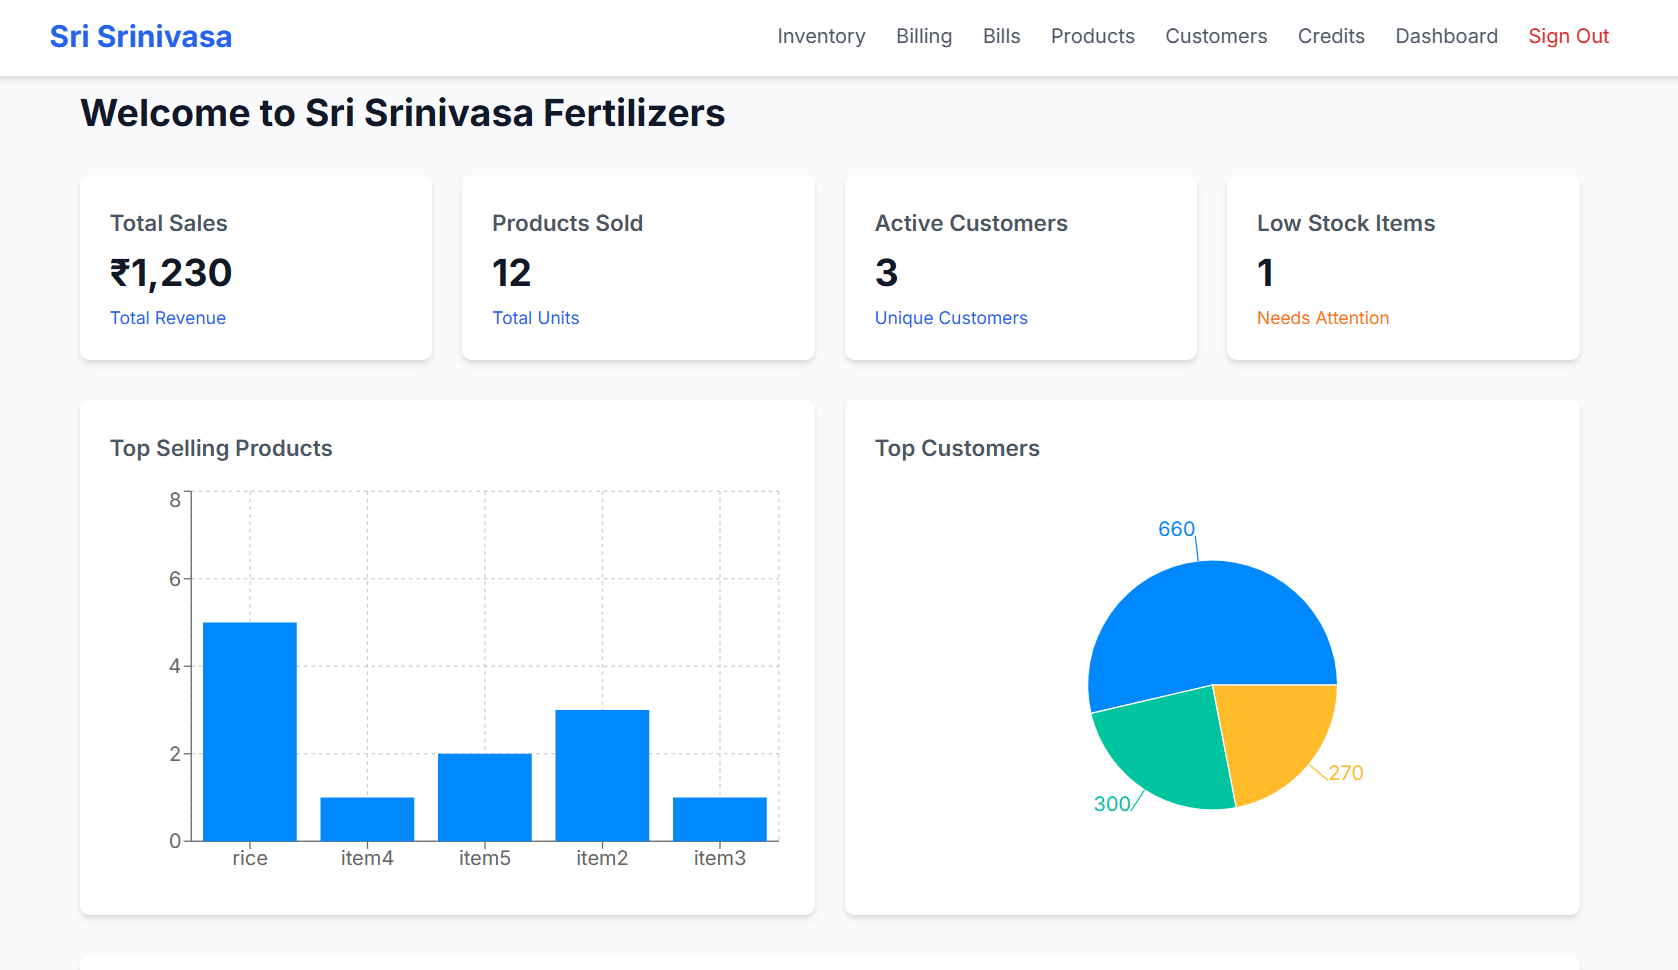 Sri Srinivasa
Inventory Billing Bills Products Customers Credits Dashboard Sign Out
Welcome to Sri Srinivasa Fertilizers
Total Sales
₹1,230
Total Revenue
Products Sold
12
Total Units
Active Customers
3
Unique Customers
Low Stock Items
1
Needs Attention
Top Selling Products
8
6
4
2
0
rice item4 item5 item2 item3
Top Customers
660
270
300